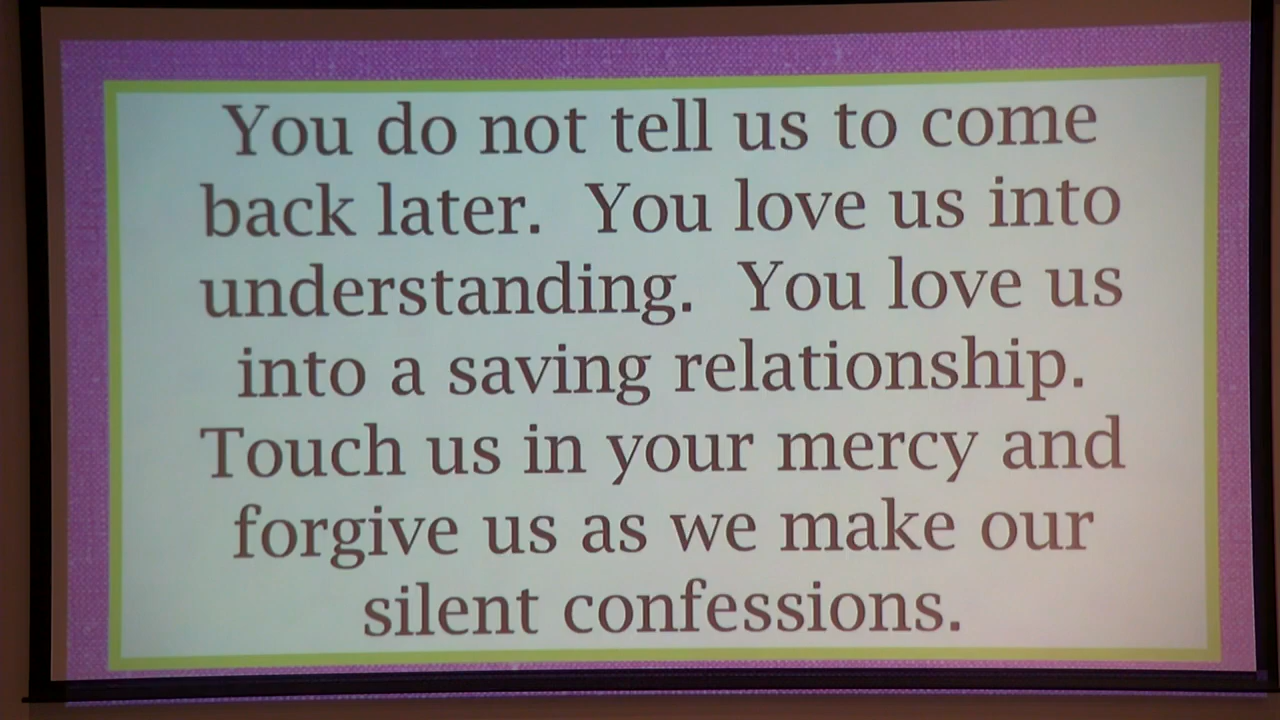 You do not tell us to come
back later.  You love us into
understanding.  You love us
into a saving relationship.
Touch us in your mercy and
forgive us as we make our
silent confessions.